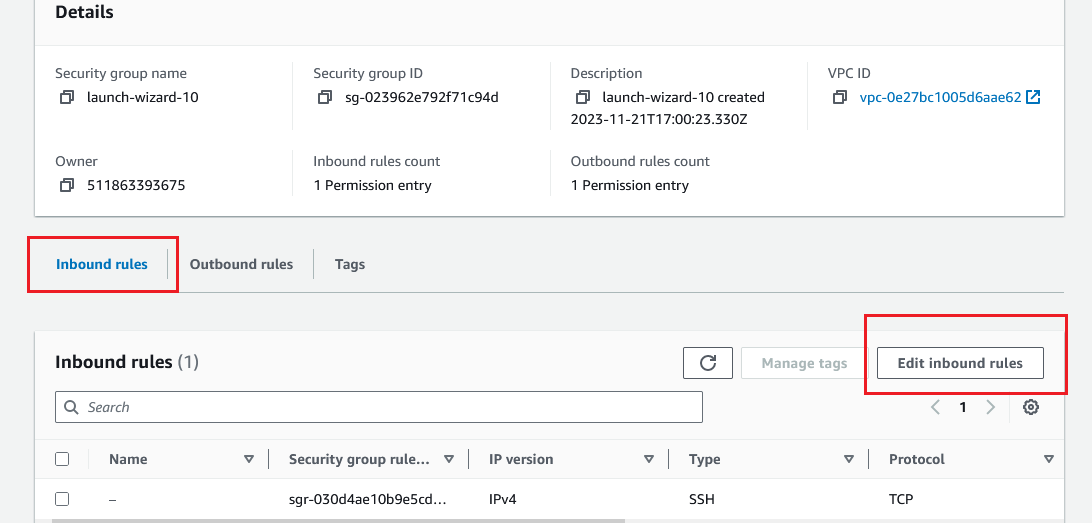 Details
Security group name
launch-wizard-10
Security group ID
sg-023962e792f71c94d
Description
launch-wizard-10 created
2023-11-21T17:00:23.330Z
VPC ID
vpc-0e27bc1005d6aae62
Owner
511863393675
Inbound rules count
1 Permission entry
Outbound rules count
1 Permission entry
Inbound rules Outbound rules Tags
Inbound rules (1) Manage tags Edit inbound rules
Search 1
Name Security group rule... IP version Type Protocol
– sgr-030d4ae10b9e5cd... IPv4 SSH TCP